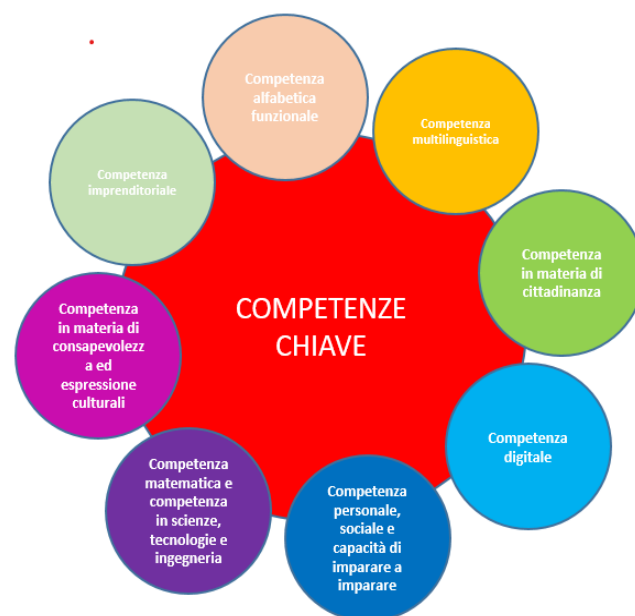 Competenza
alfabetica
funzionale
Competenza
multilinguistica
Competenza
in materia di
cittadinanza
Competenza
digitale
Competenza
personale,
sociale e
capacità di
imparare a
imparare
Competenza
matematica e
competenza
in scienze,
tecnologie e
ingegneria
Competenza
in materia di
consapevolezz
a ed
espressione
culturali
Competenza
imprenditoriale
COMPETENZE
CHIAVE